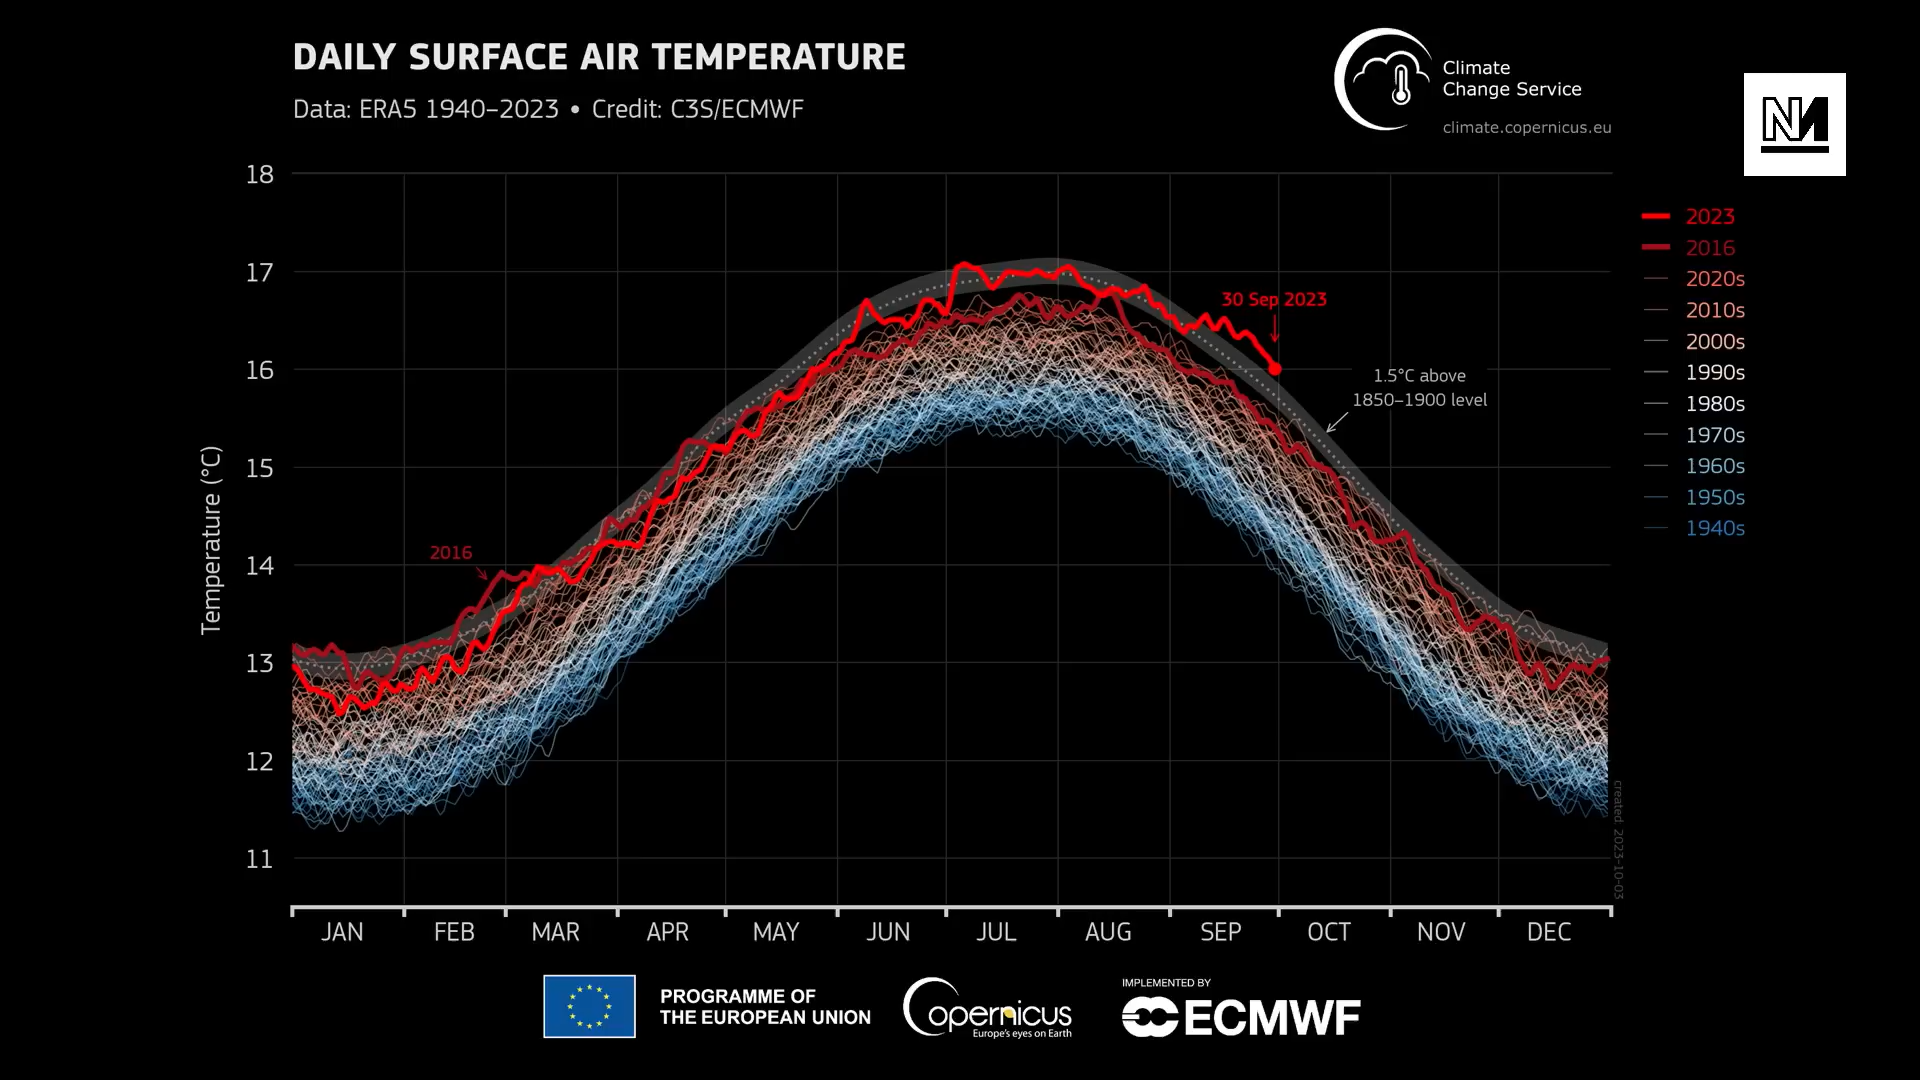 DAILY SURFACE AIR TEMPERATURE
Data: ERA5 1940–2023 • Credit: C3S/ECMWF
Climate
Change Service
climate.copernicus.eu
NM
18
17
16
15
14
13
12
11
Temperature (°C)
2016
30 Sep 2023
1.5°C above
1850–1900 level
2023
2016
2020s
2010s
2000s
1990s
1980s
1970s
1960s
1950s
1940s
created: 2023-10-03
JAN
FEB
MAR
APR
MAY
JUN
JUL
AUG
SEP
OCT
NOV
DEC
PROGRAMME OF
THE EUROPEAN UNION
Copernicus
Europe's eyes on Earth
IMPLEMENTED BY
ECMWF